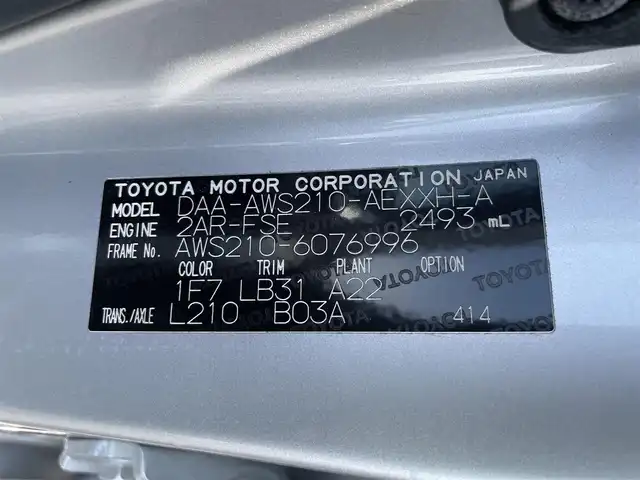 TOYOTA MOTOR CORPORATION JAPAN
MODEL DAA-AWS210-AEXXH-A
ENGINE 2AR-FSE 2493 mL
FRAME No. AWS210-6076996
COLOR TRIM PLANT OPTION
1F7 LB31 A22
TRANS./AXLE L210 B03A 414